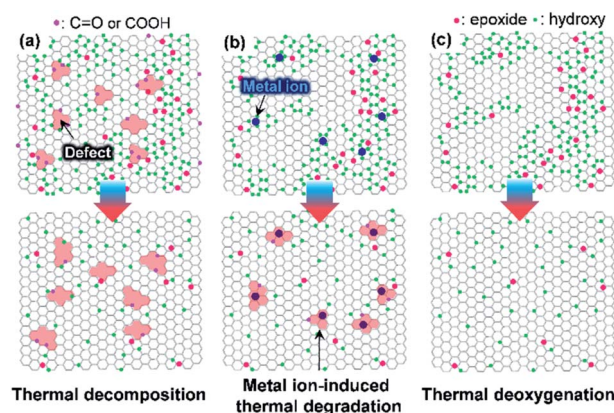 : C=O or COOH
: epoxide : hydroxy
(a)
(b)
(c)
Metal ion
Defect
Thermal decomposition
Metal ion-induced
thermal degradation
Thermal deoxygenation